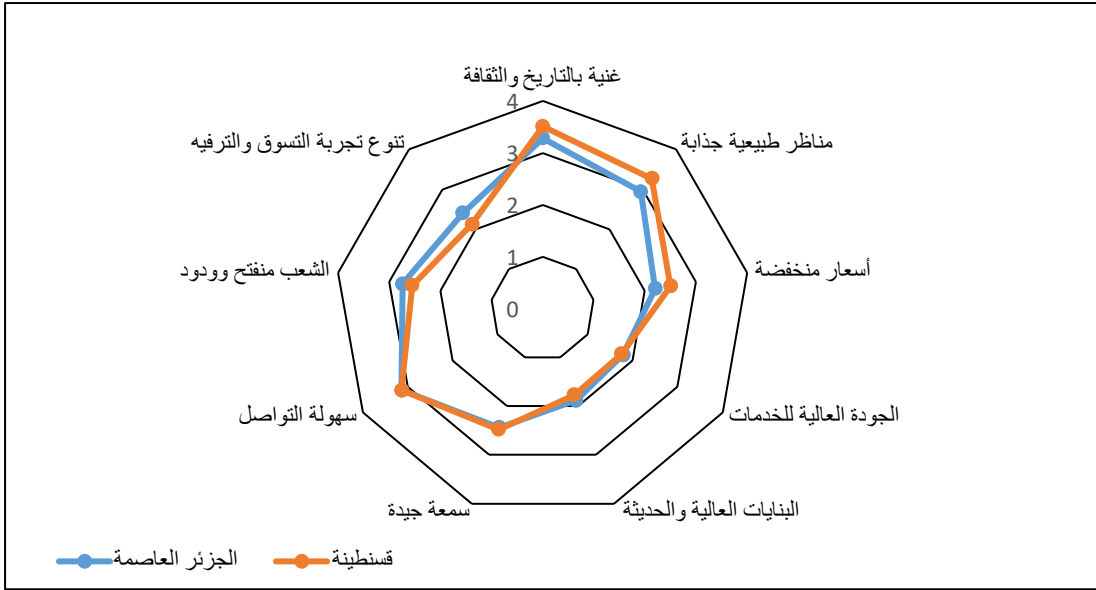 غنية بالتاريخ والثقافة
4
تنوع تجربة التسوق والترفيه
مناظر طبيعية جذابة
3
2
الشعب منفتح وودود
أسعار منخفضة
1
0
سهولة التواصل
الجودة العالية للخدمات
سمعة جيدة
البنايات العالية والحديثة
الجزئر العاصمة
قسنطينة